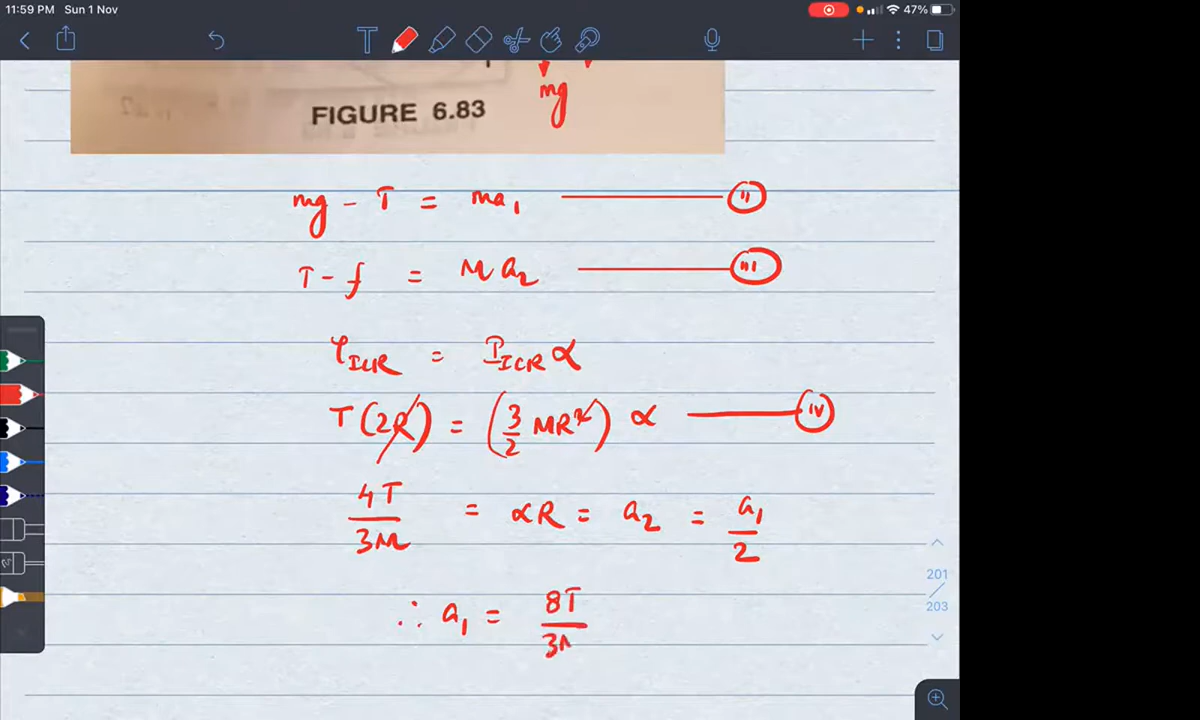 11:59 PM Sun 1 Nov 47%
T
mg
FIGURE 6.83
mg - T = ma₁ (ii)
T - f = Ma₂ (iii)
τ_ICR = I_ICR α
T(2R) = (3/2 MR²) α (iv)
4T/3M = αR = a₂ = a₁/2
∴ a₁ = 8T/3M
201
/
203